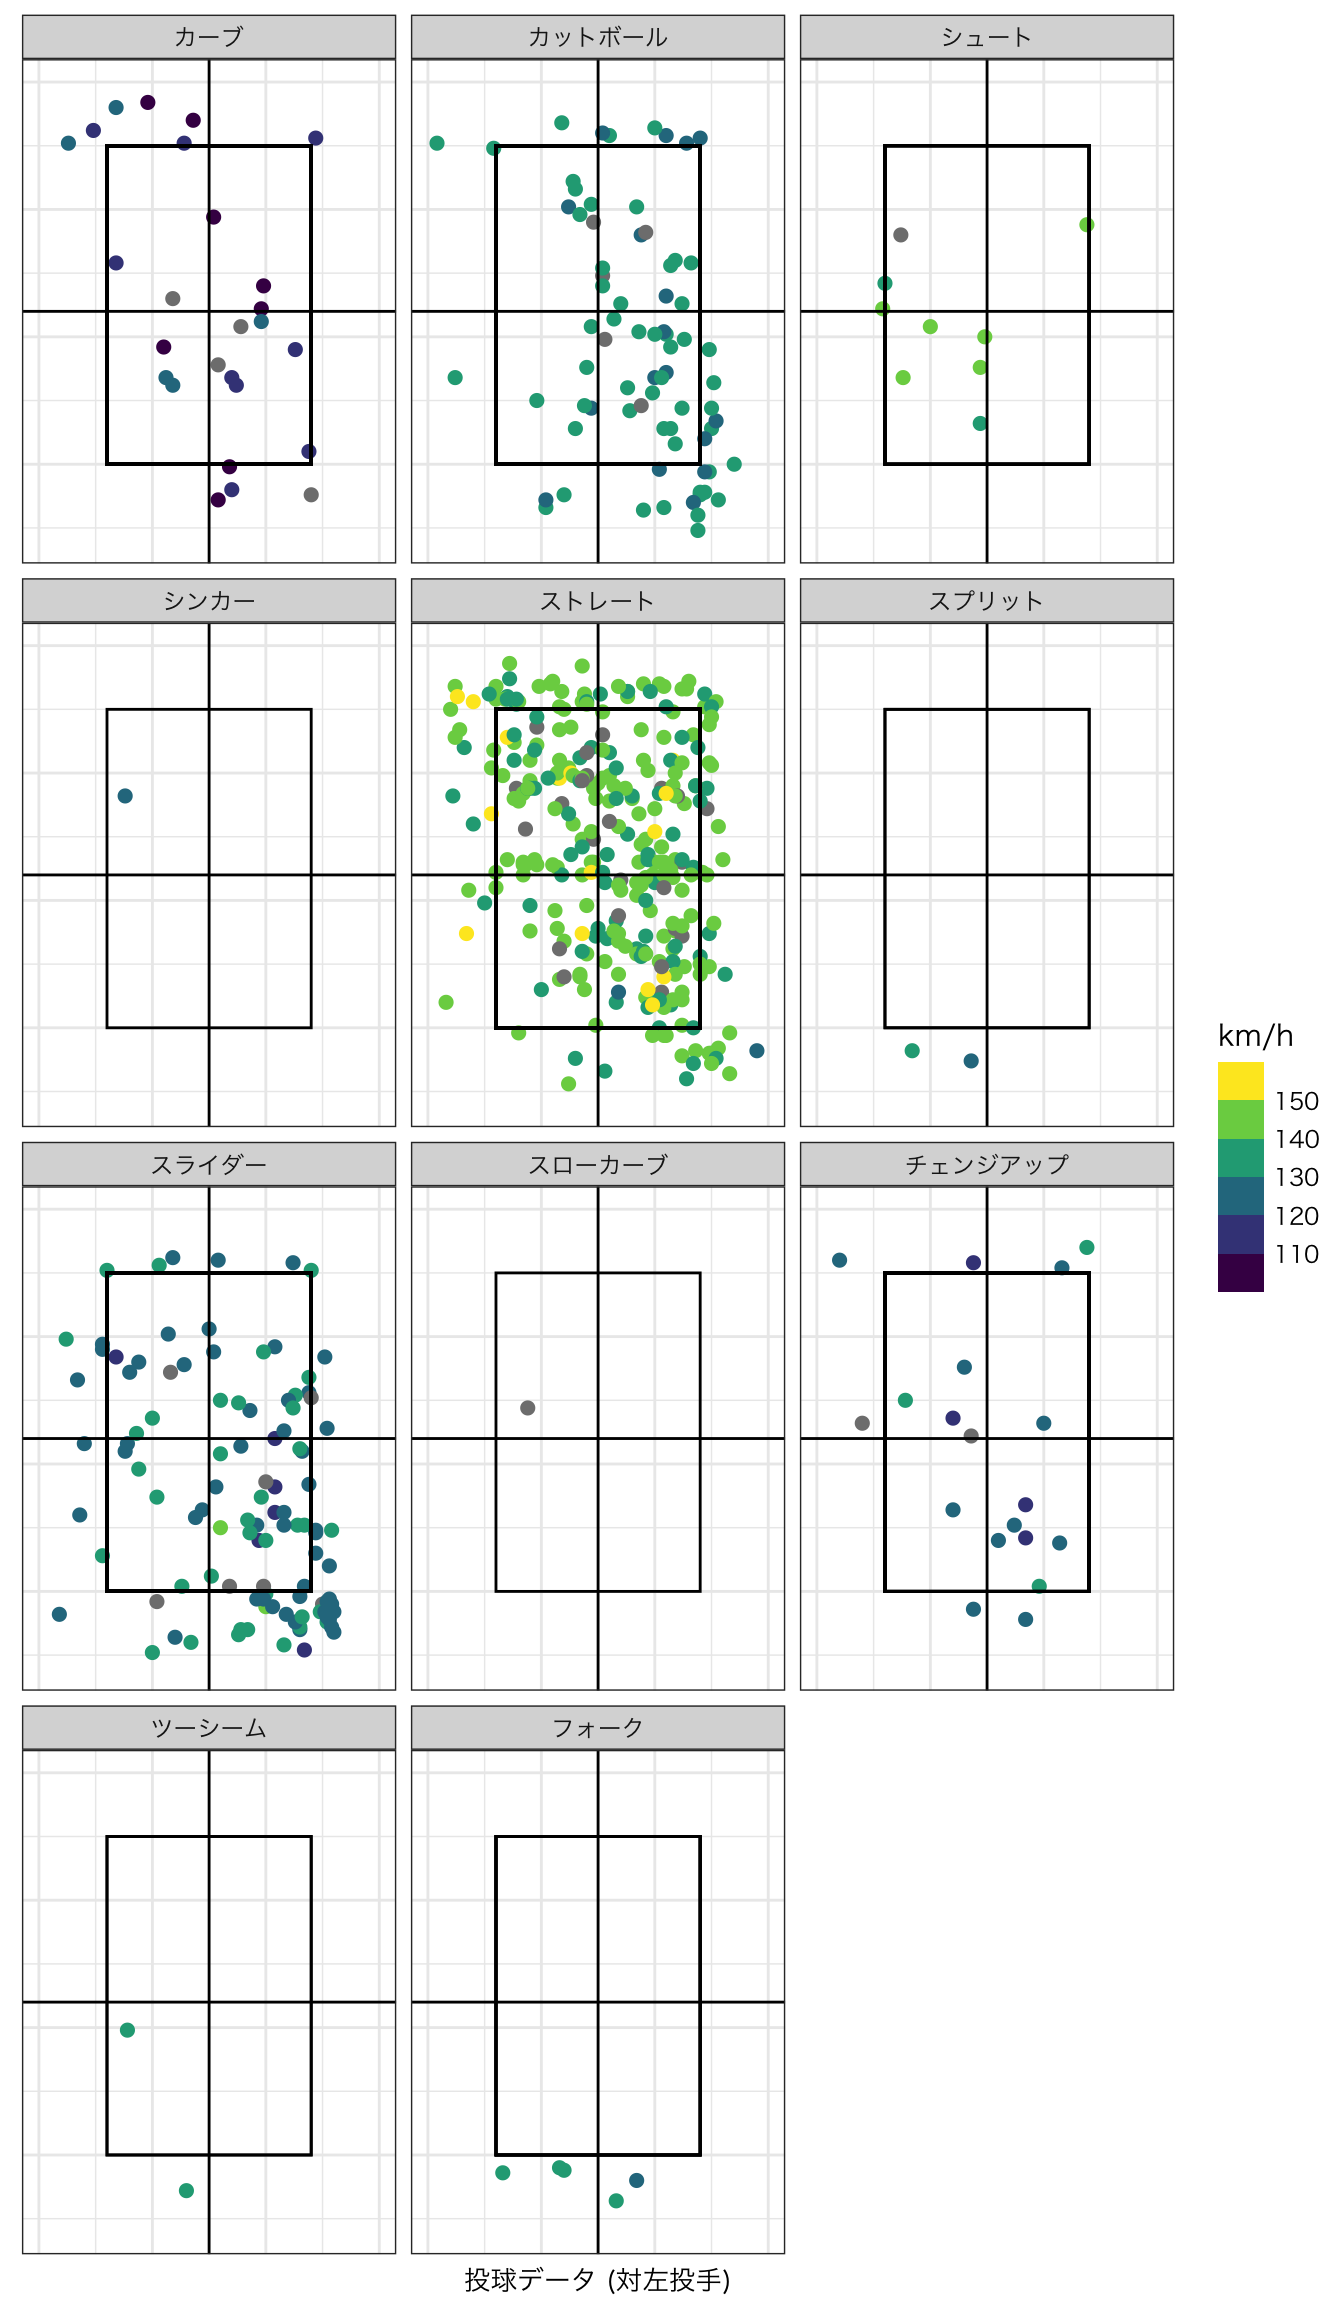 カーブ
カットボール
シュート
シンカー
ストレート
スプリット
スライダー
スローカーブ
チェンジアップ
ツーシーム
フォーク
km/h
150
140
130
120
110
投球データ (対左投手)